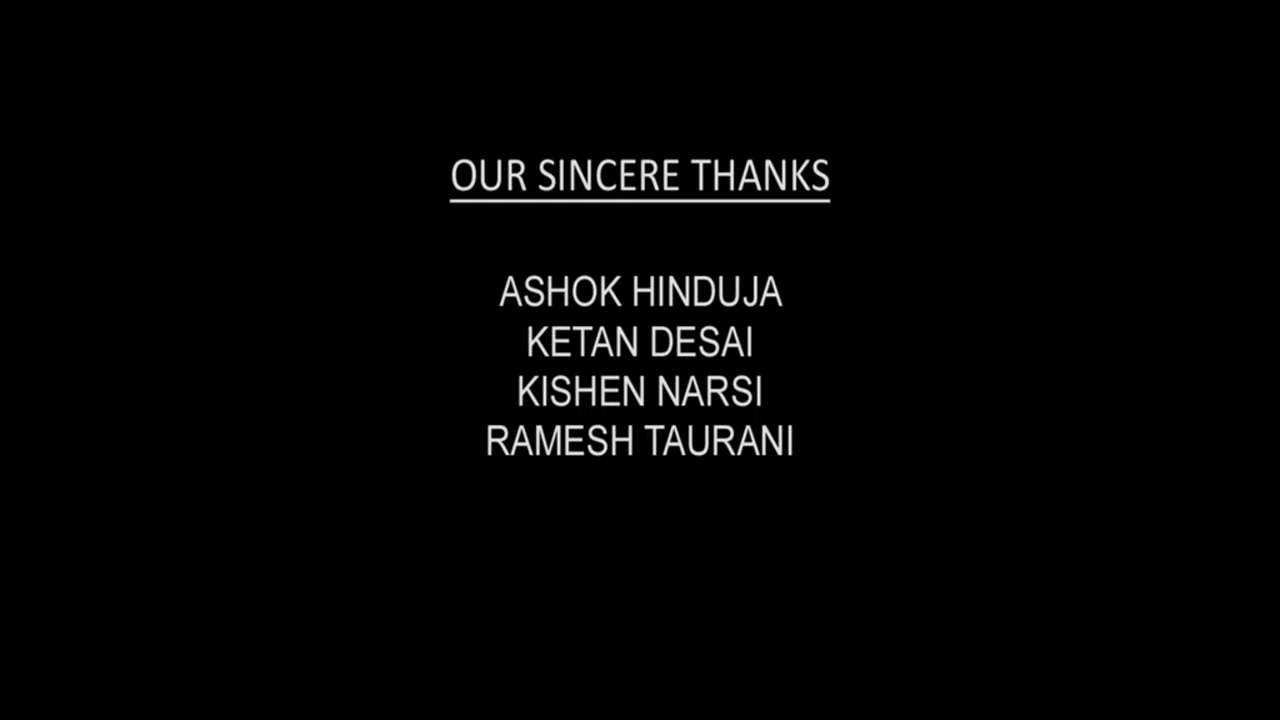 OUR SINCERE THANKS
ASHOK HINDUJA
KETAN DESAI
KISHEN NARSI
RAMESH TAURANI